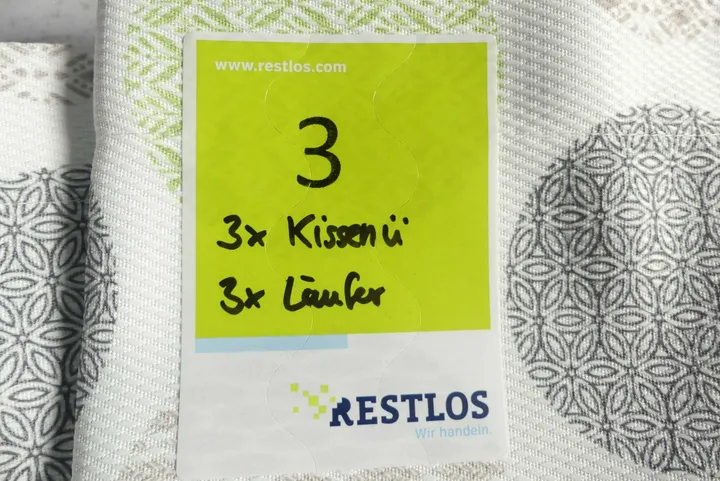 www.restlos.com
3
3x Kissenü
3x Läufer
RESTLOS
Wir handeln.